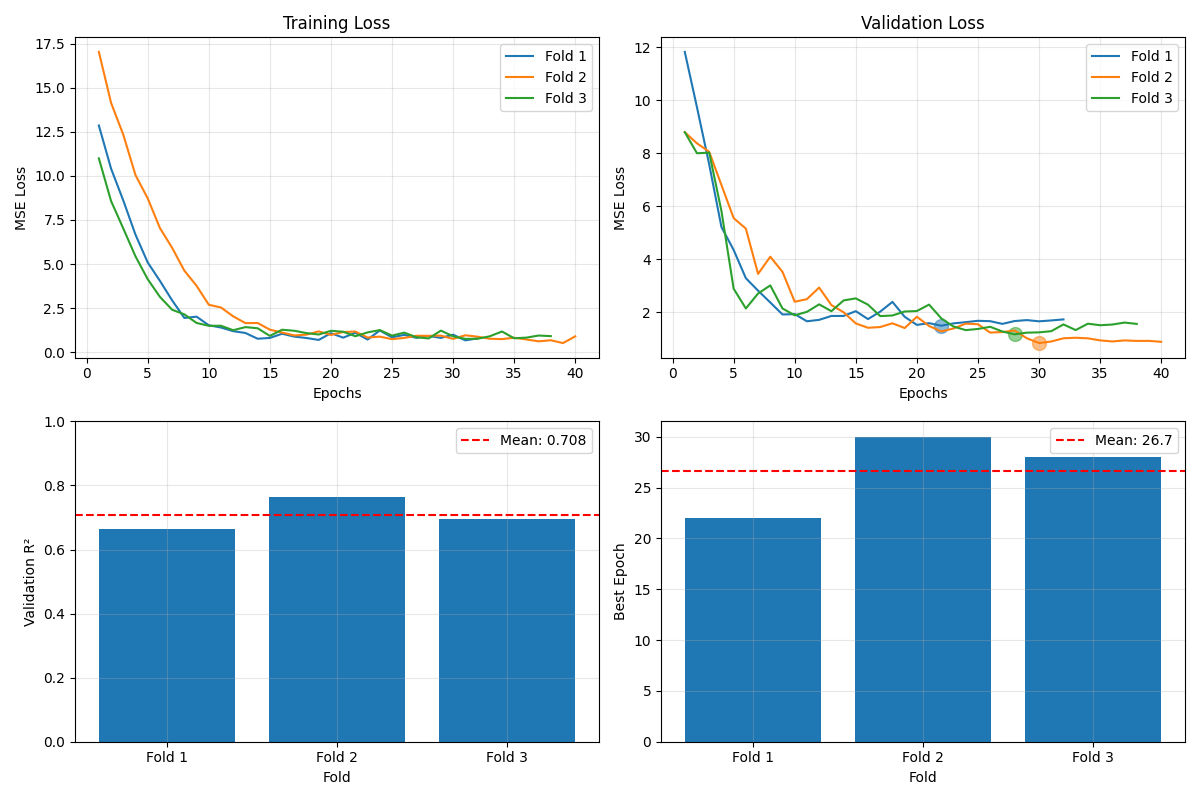 Training Loss
17.5
15.0
12.5
10.0
7.5
5.0
2.5
0.0
MSE Loss
0 5 10 15 20 25 30 35 40
Epochs
Fold 1
Fold 2
Fold 3
Validation Loss
12
10
8
6
4
2
MSE Loss
0 5 10 15 20 25 30 35 40
Epochs
Fold 1
Fold 2
Fold 3
1.0
0.8
0.6
0.4
0.2
0.0
Validation R²
Mean: 0.708
Fold 1 Fold 2 Fold 3
Fold
30
25
20
15
10
5
0
Best Epoch
Mean: 26.7
Fold 1 Fold 2 Fold 3
Fold